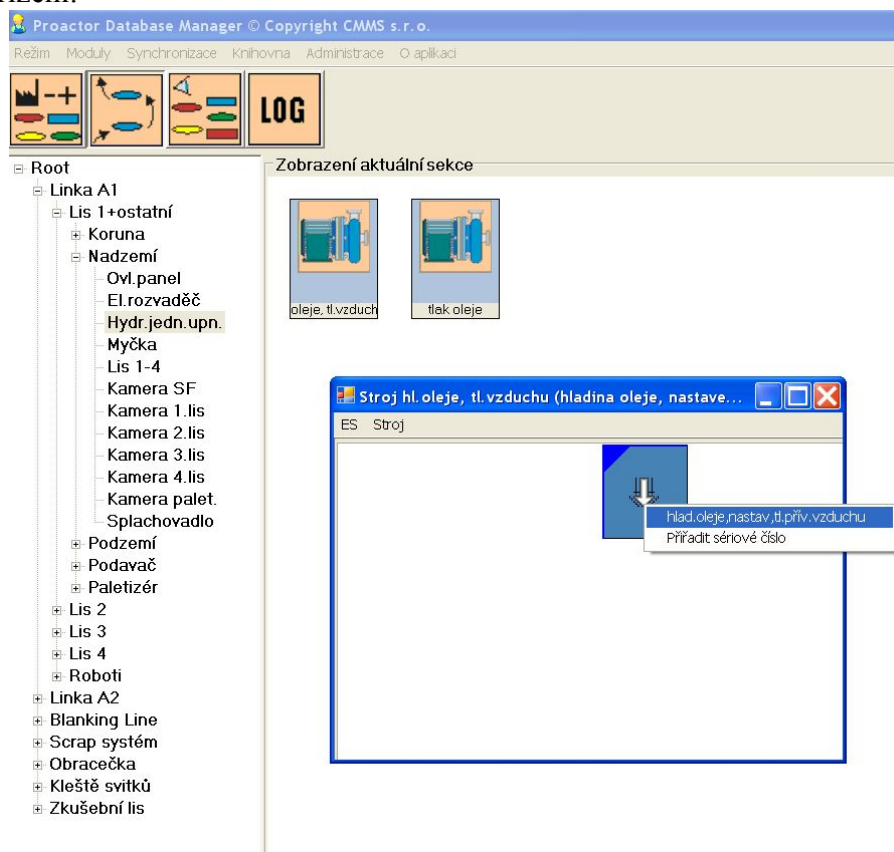 Proactor Database Manager © Copyright CMMS s.r.o.
Režim Moduly Synchronizace Knihovna Administrace O aplikaci
LOG
Root
Linka A1
Lis 1+ostatní
Koruna
Nadzemí
Ovl.panel
El.rozvaděč
Hydr.jedn.upn.
Myčka
Lis 1-4
Kamera SF
Kamera 1.lis
Kamera 2.lis
Kamera 3.lis
Kamera 4.lis
Kamera palet.
Splachovadlo
Podzemí
Podavač
Paletizér
Lis 2
Lis 3
Lis 4
Roboti
Linka A2
Blanking Line
Scrap systém
Obracečka
Kleště svitků
Zkušební lis
Zobrazení aktuální sekce
oleje, tl.vzduch
tlak oleje
Stroj hl.oleje, tl.vzduchu (hladina oleje, nastave...
ES Stroj
hlad.oleje,nastav,tl.přív.vzduchu
Přiřadit sériové číslo